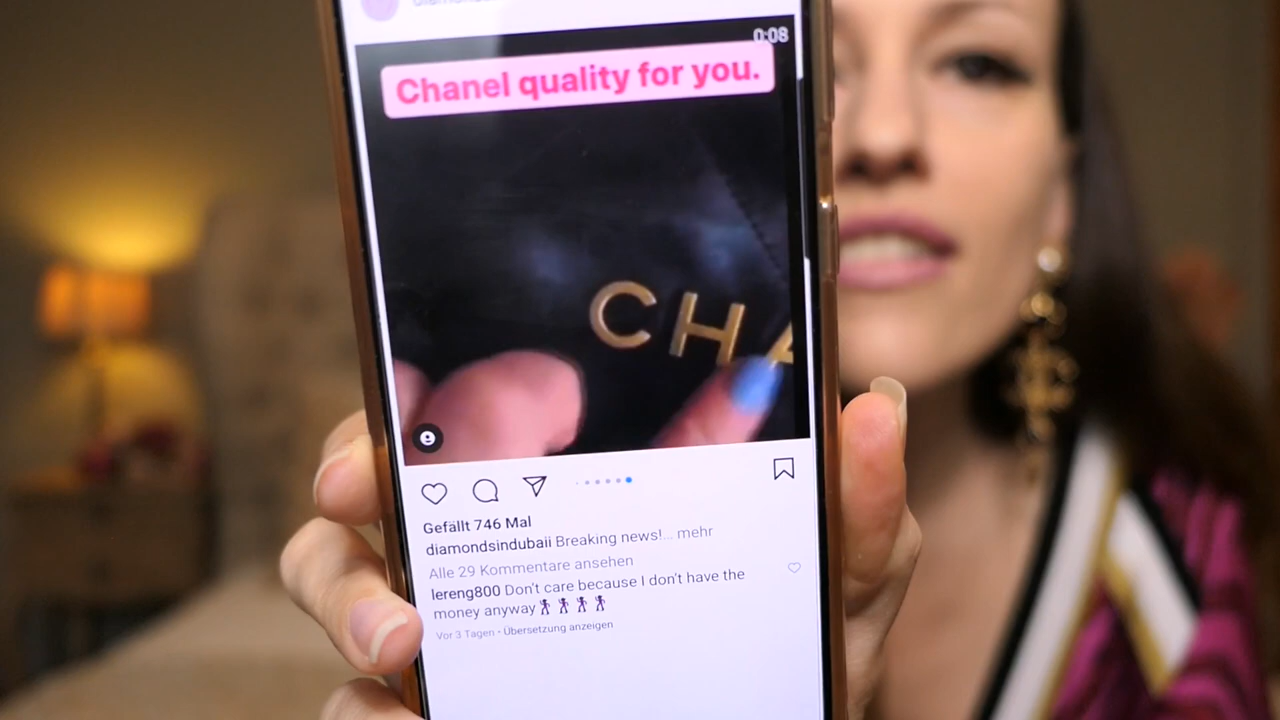 0:08
Chanel quality for you.
CHA
Gefällt 746 Mal
diamondsindubaii Breaking news!... mehr
Alle 29 Kommentare ansehen
lereng800 Don't care because I don't have the
money anyway
Vor 3 Tagen • Übersetzung anzeigen